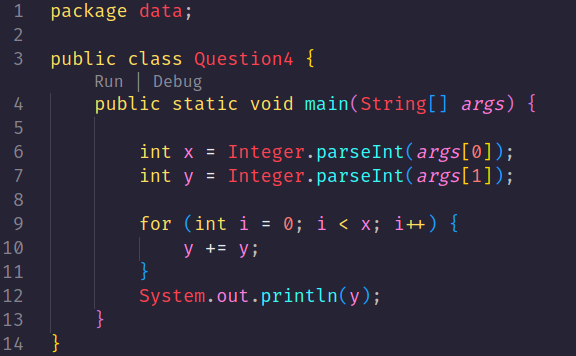 1 package data;
2
3 public class Question4 {
Run | Debug
4 public static void main(String[] args) {
5
6 int x = Integer.parseInt(args[0]);
7 int y = Integer.parseInt(args[1]);
8
9 for (int i = 0; i < x; i++) {
10 y += y;
11 }
12 System.out.println(y);
13 }
14 }